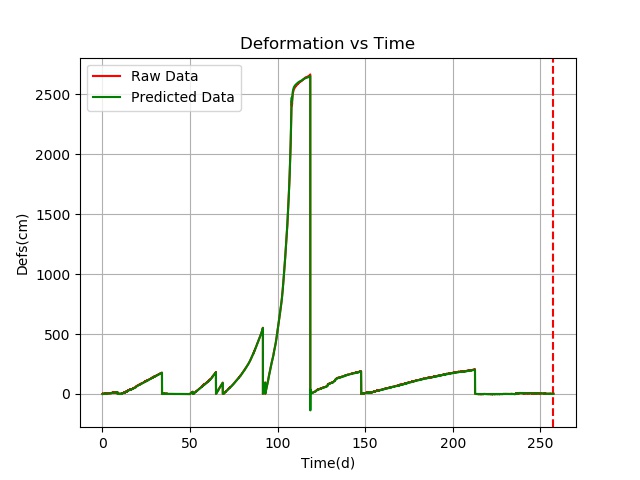 Deformation vs Time
Raw Data
Predicted Data
Defs(cm)
2500
2000
1500
1000
500
0
0 50 100 150 200 250
Time(d)